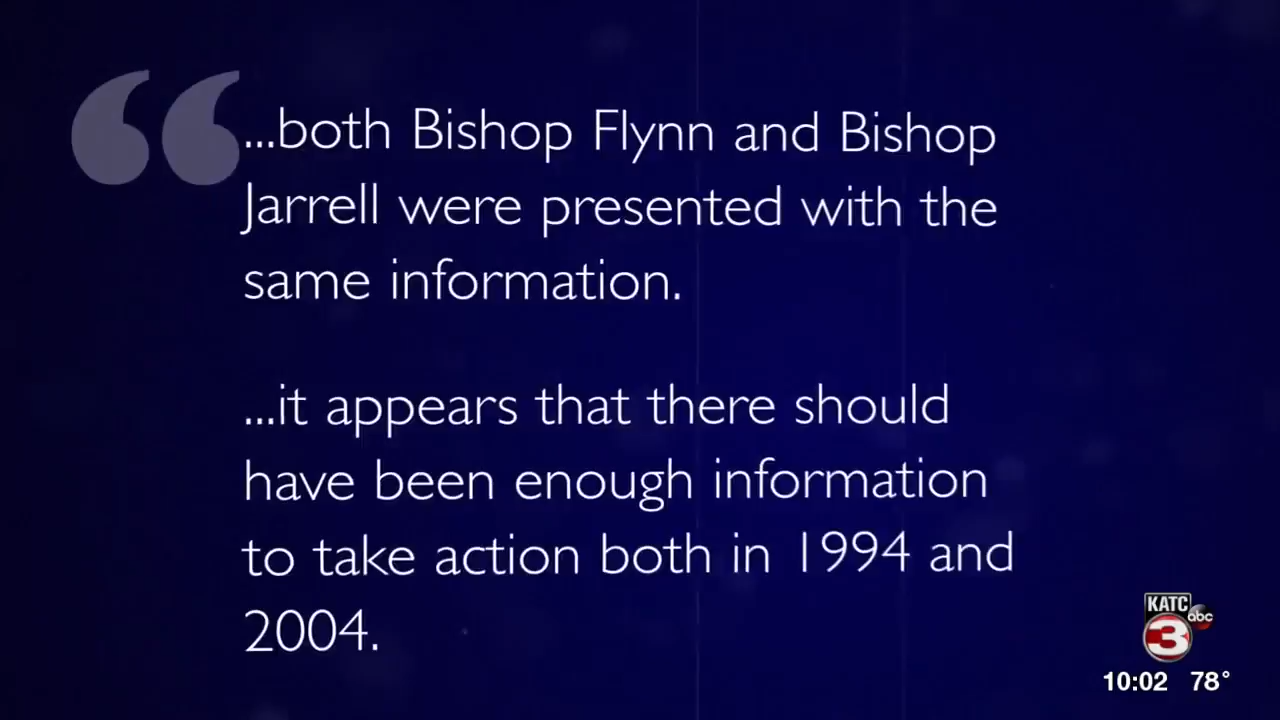 “
...both Bishop Flynn and Bishop
Jarrell were presented with the
same information.
...it appears that there should
have been enough information
to take action both in 1994 and
2004.
KATC
abc
3
10:02 78°